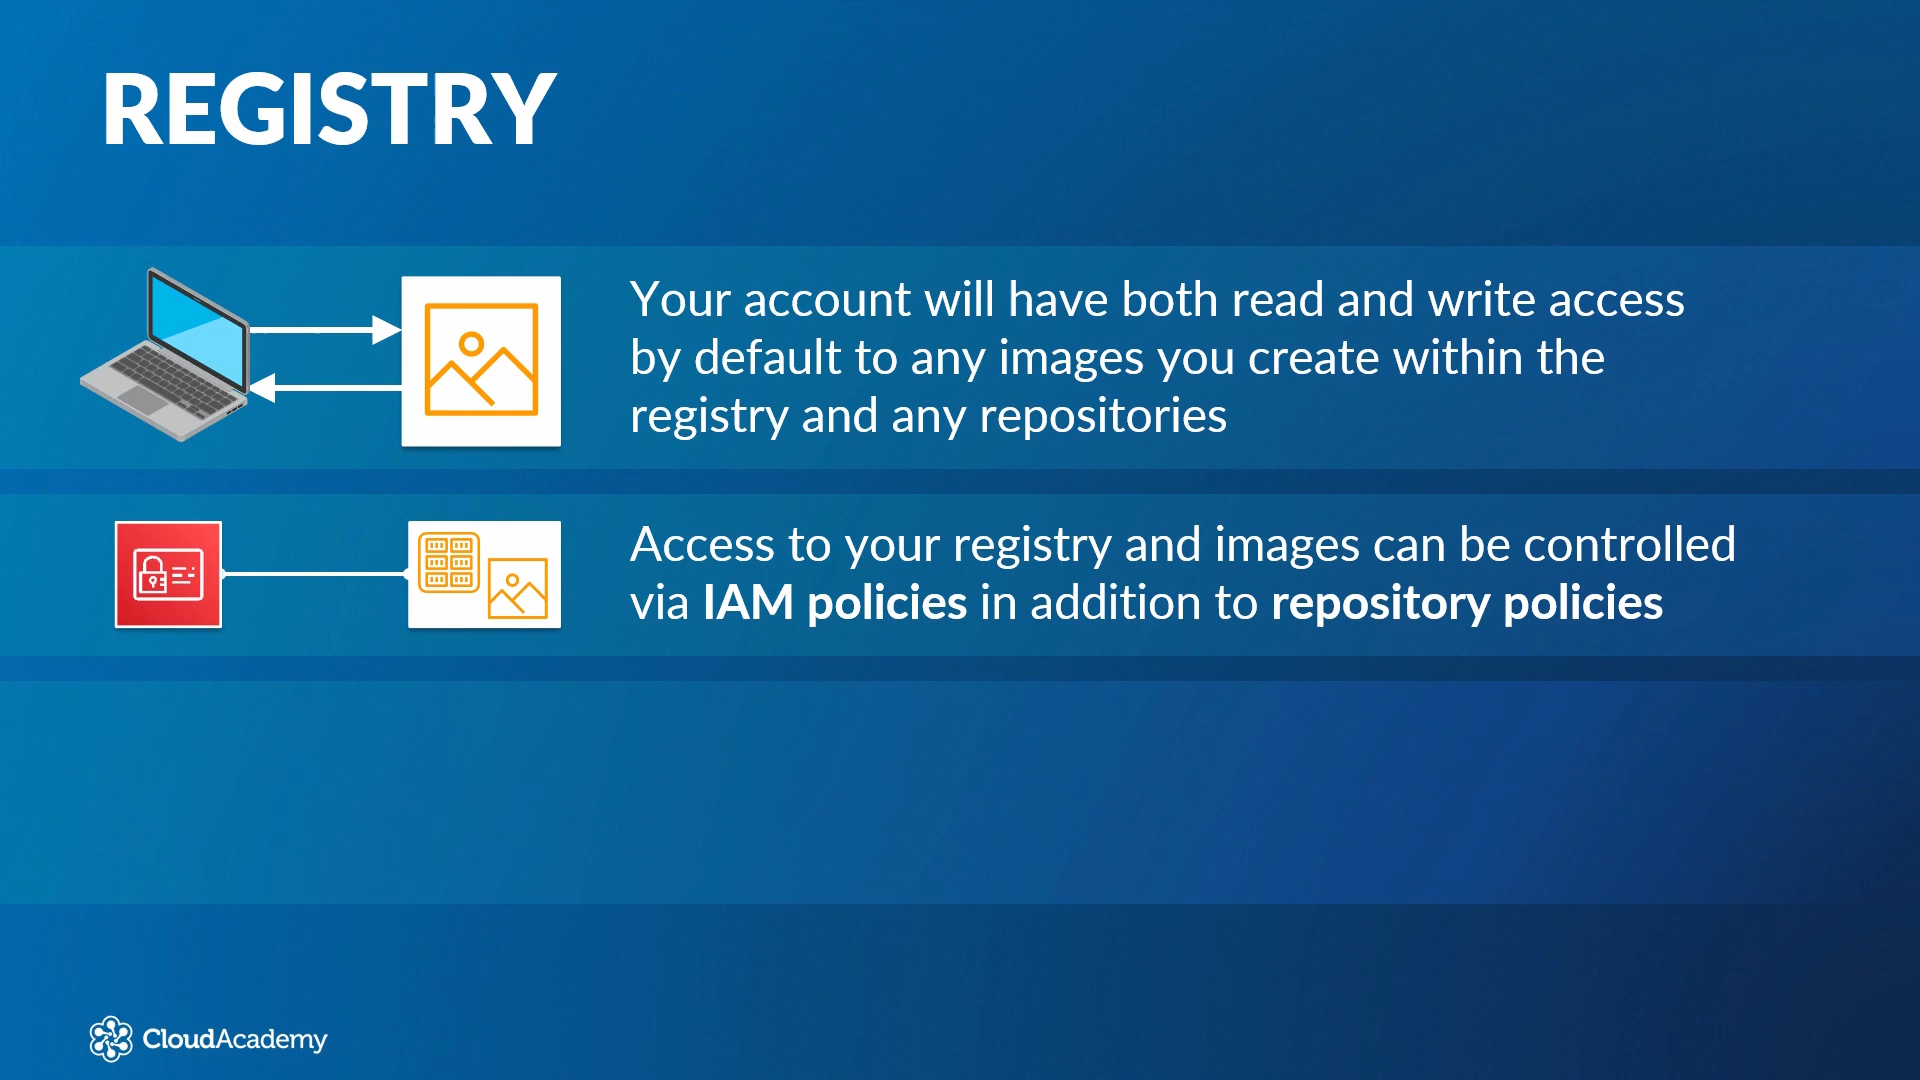 REGISTRY
Your account will have both read and write access
by default to any images you create within the
registry and any repositories
Access to your registry and images can be controlled
via IAM policies in addition to repository policies
CloudAcademy